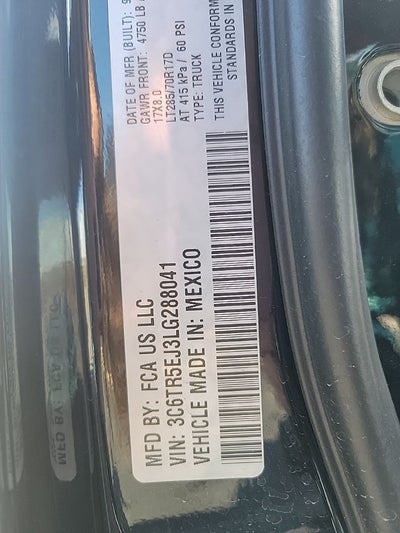 MFD BY: FCA US LLC
DATE OF MFR (BUILT): 9
GAWR FRONT: 4750 LB
17X8.0
LT285/70R17D
AT 415 kPa / 60 PSI
TYPE: TRUCK
VIN: 3C6TR5EJ3LG288041
VEHICLE MADE IN: MEXICO
THIS VEHICLE CONFORM
STANDARDS IN